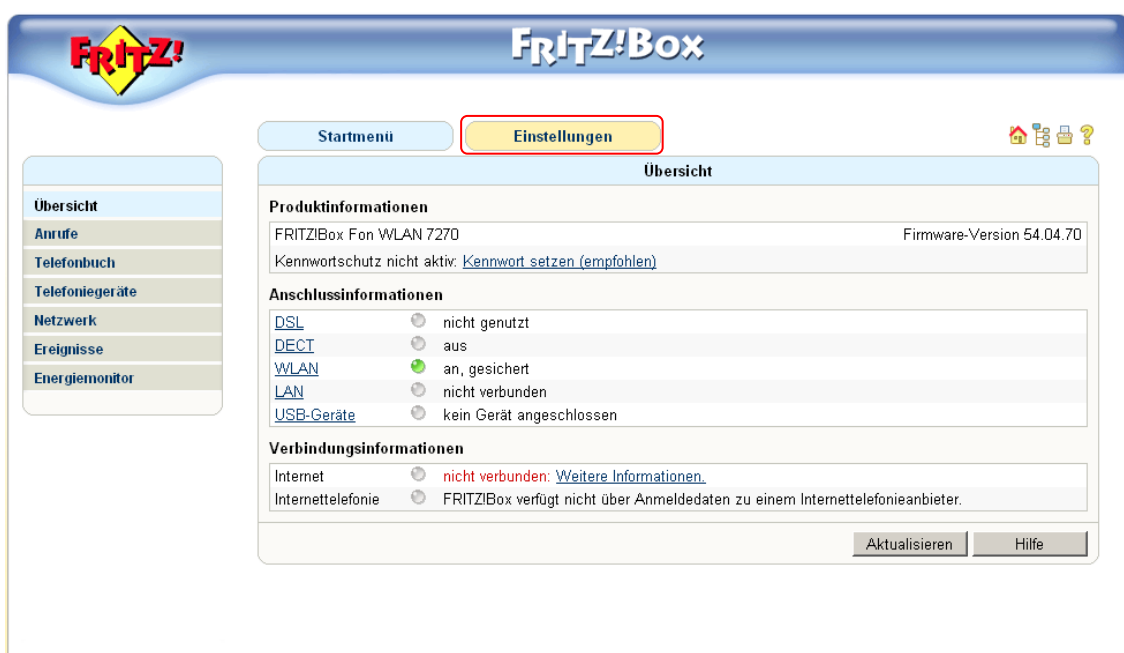 FRITZ!
FRITZ!Box
Startmenü
Einstellungen
Übersicht
Übersicht
Anrufe
Telefonbuch
Telefoniegeräte
Netzwerk
Ereignisse
Energiemonitor
Produktinformationen
FRITZ!Box Fon WLAN 7270 Firmware-Version 54.04.70
Kennwortschutz nicht aktiv: Kennwort setzen (empfohlen)
Anschlussinformationen
DSL nicht genutzt
DECT aus
WLAN an, gesichert
LAN nicht verbunden
USB-Geräte kein Gerät angeschlossen
Verbindungsinformationen
Internet nicht verbunden: Weitere Informationen.
Internettelefonie FRITZ!Box verfügt nicht über Anmeldedaten zu einem Internettelefonieanbieter.
Aktualisieren
Hilfe